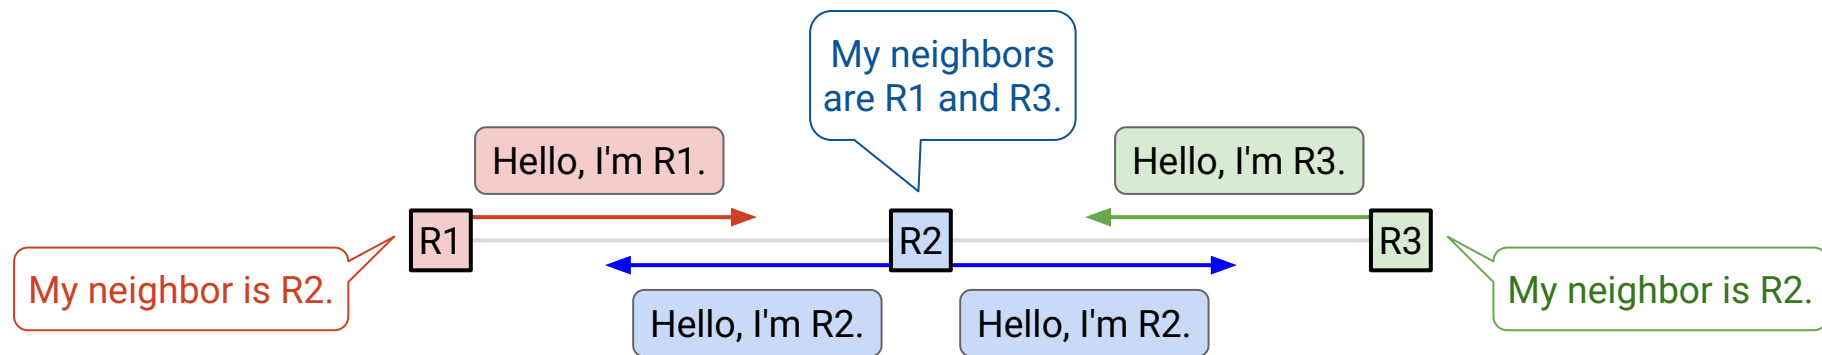 My neighbors
are R1 and R3.
Hello, I'm R1.
Hello, I'm R3.
R1
R2
R3
My neighbor is R2.
My neighbor is R2.
Hello, I'm R2.
Hello, I'm R2.